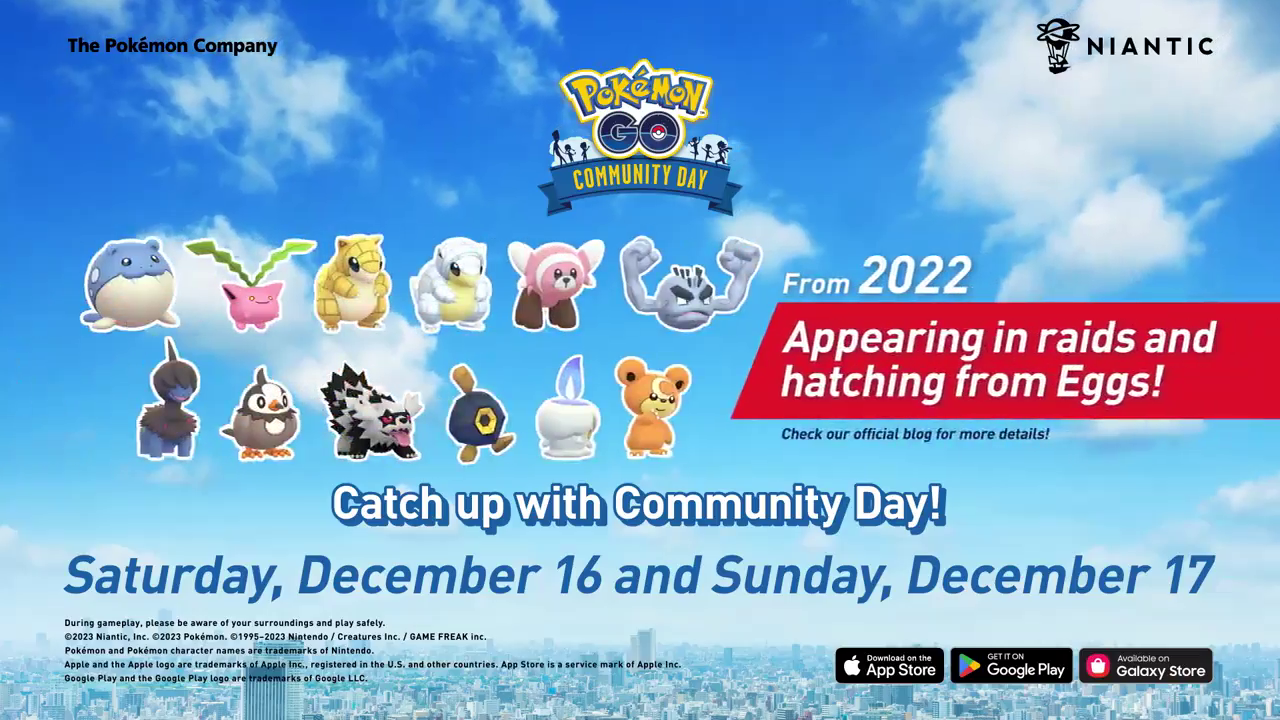 The Pokémon Company
NIANTIC
POKÉMON
GO
COMMUNITY DAY
From 2022
Appearing in raids and
hatching from Eggs!
Check our official blog for more details!
Catch up with Community Day!
Saturday, December 16 and Sunday, December 17
During gameplay, please be aware of your surroundings and play safely.
©2023 Niantic, Inc. ©2023 Pokémon. ©1995–2023 Nintendo / Creatures Inc. / GAME FREAK inc.
Pokémon and Pokémon character names are trademarks of Nintendo.
Apple and the Apple logo are trademarks of Apple Inc., registered in the U.S. and other countries. App Store is a service mark of Apple Inc.
Google Play and the Google Play logo are trademarks of Google LLC.
Download on the
App Store
GET IT ON
Google Play
Available on
Galaxy Store